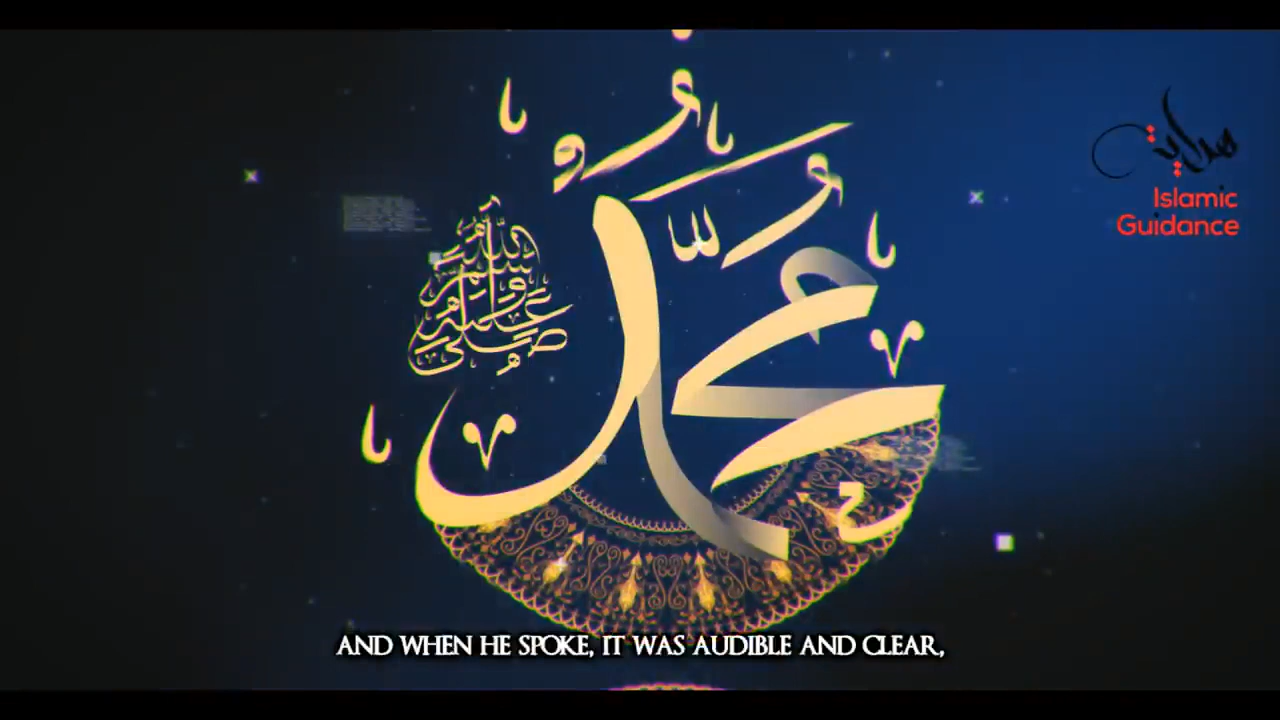 محمد
صلى الله عليه وسلم
هداية
Islamic
Guidance
AND WHEN HE SPOKE, IT WAS AUDIBLE AND CLEAR,